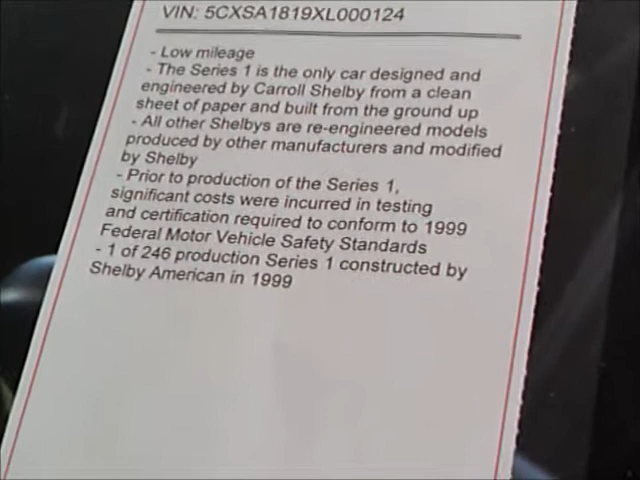 VIN: 5CXSA1819XL000124
- Low mileage
- The Series 1 is the only car designed and
engineered by Carroll Shelby from a clean
sheet of paper and built from the ground up
- All other Shelbys are re-engineered models
produced by other manufacturers and modified
by Shelby
- Prior to production of the Series 1,
significant costs were incurred in testing
and certification required to conform to 1999
Federal Motor Vehicle Safety Standards
- 1 of 246 production Series 1 constructed by
Shelby American in 1999